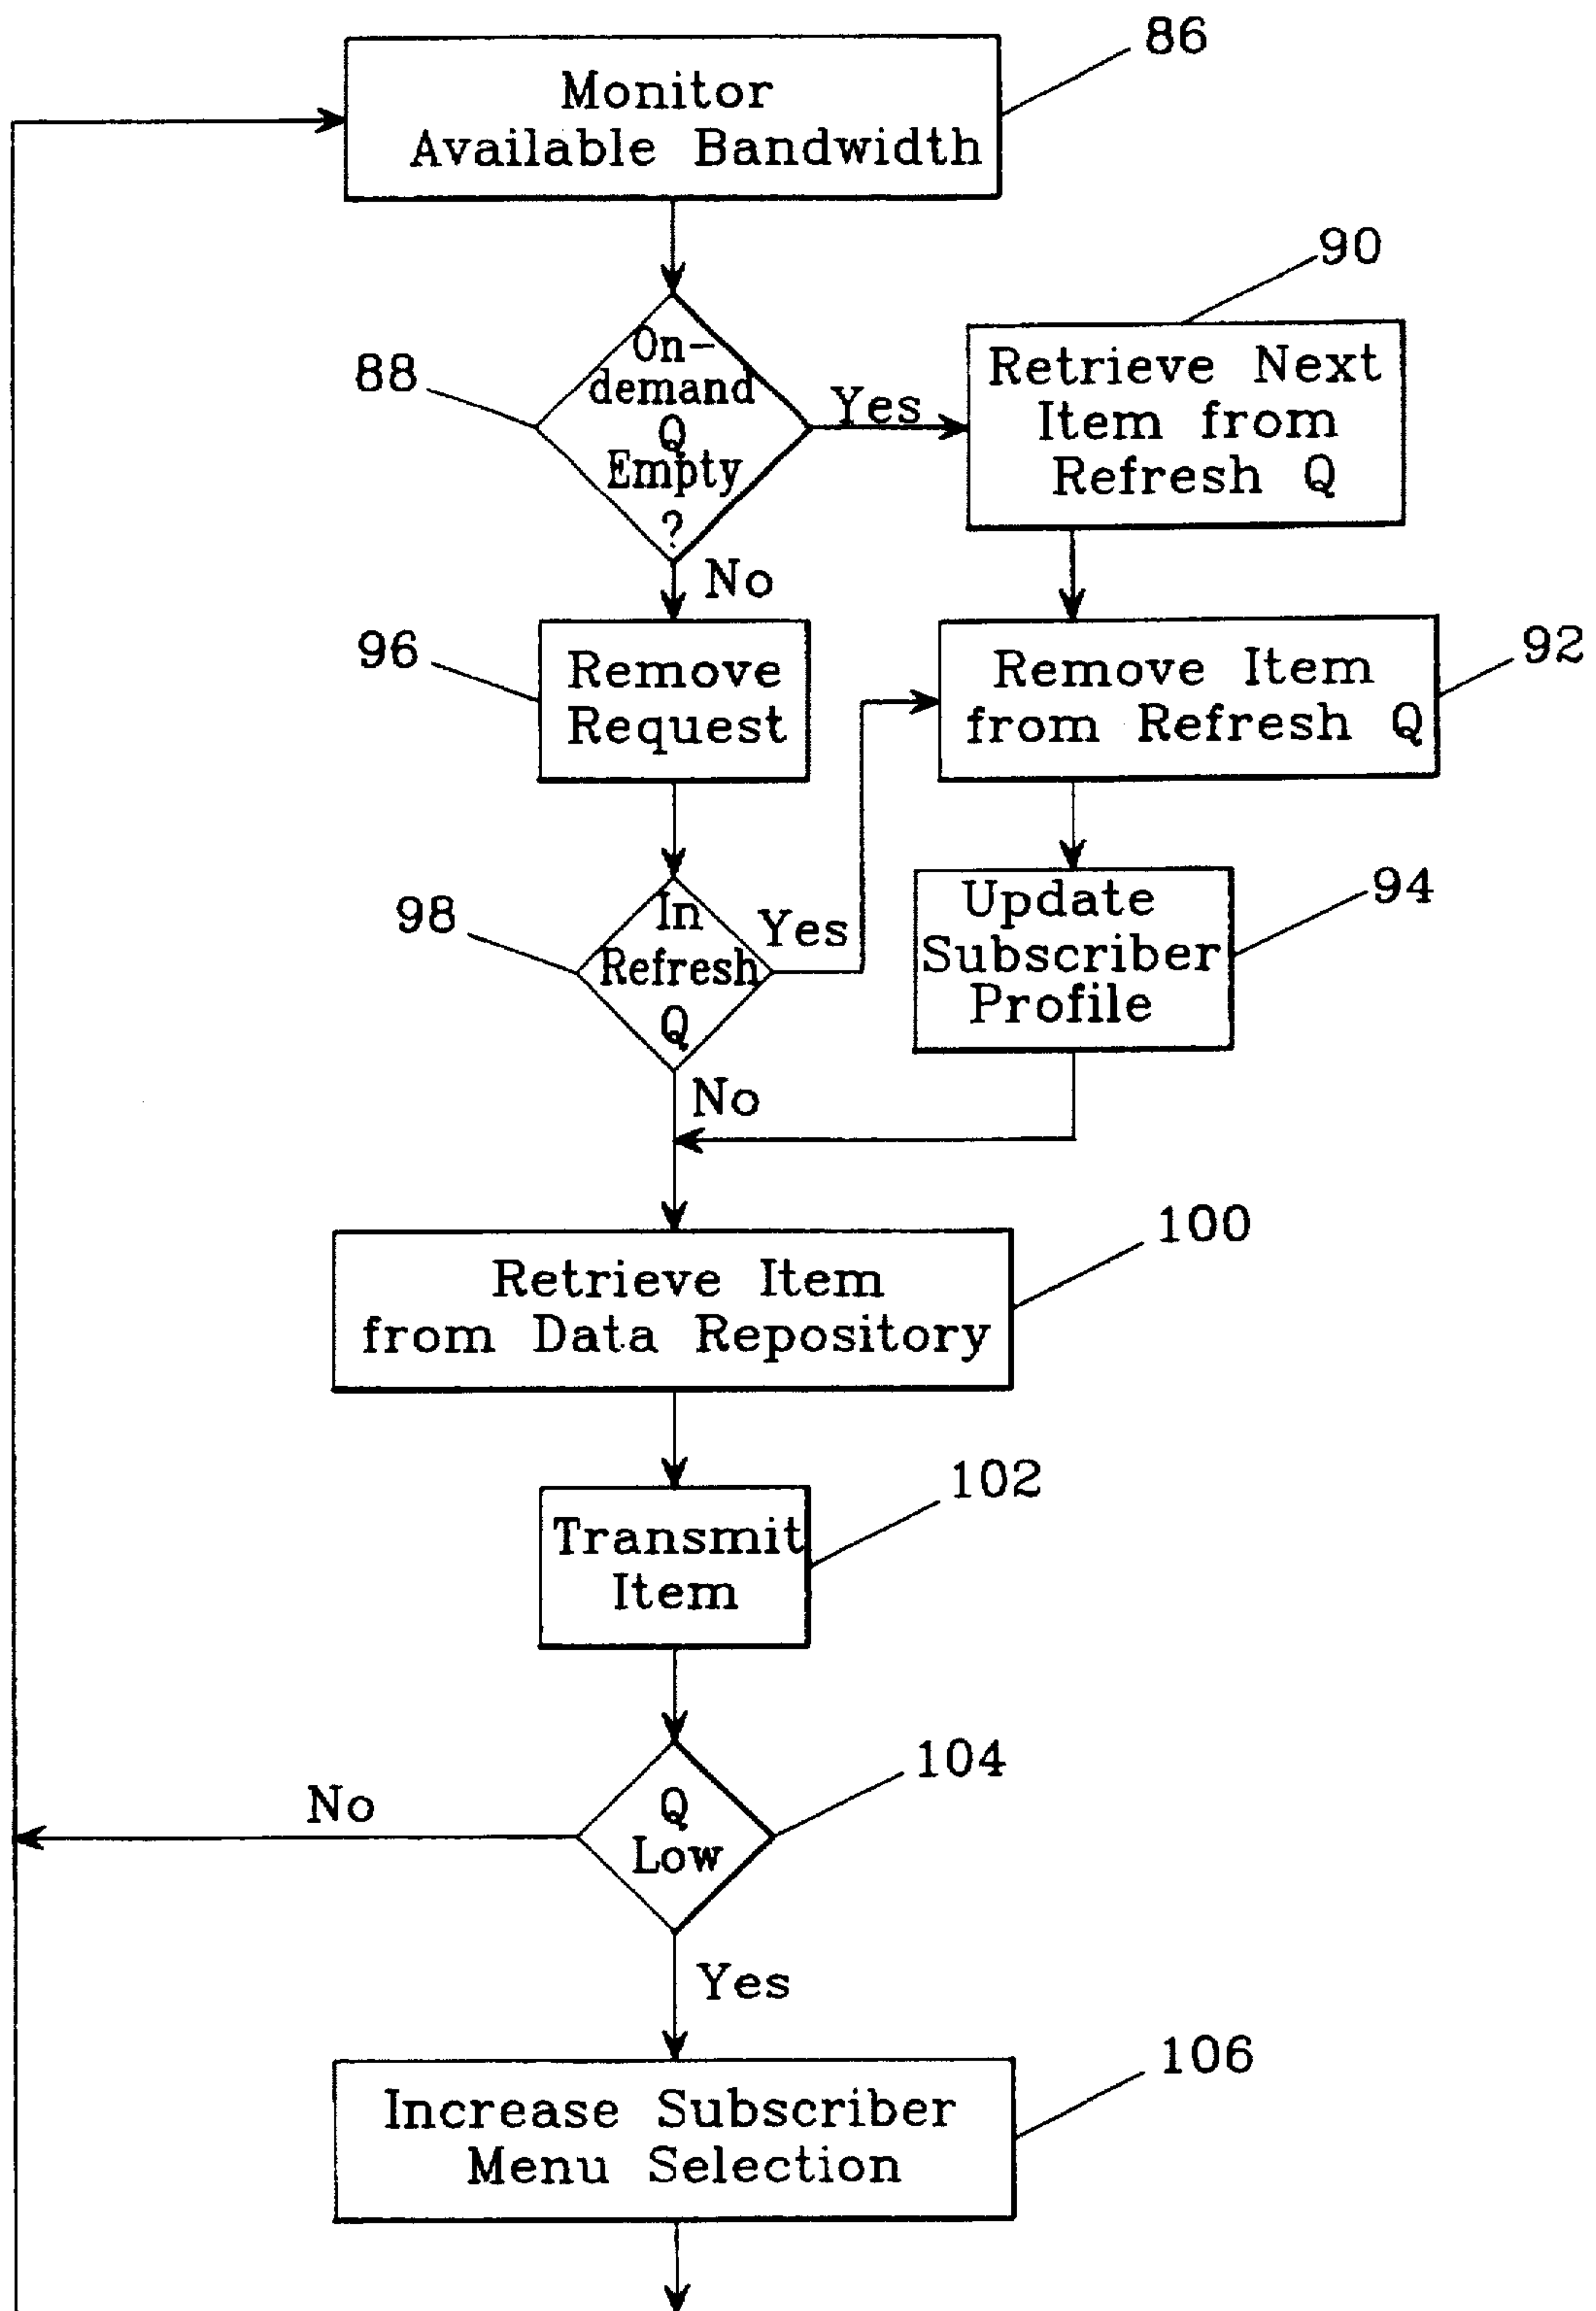 86
Monitor
Available Bandwidth
90
88
On-
demand
Q
Empty
?
Yes
Retrieve Next
Item from
Refresh Q
No
96
Remove
Request
92
Remove Item
from Refresh Q
98
In
Refresh
Q
Yes
94
Update
Subscriber
Profile
No
100
Retrieve Item
from Data Repository
102
Transmit
Item
104
Q
Low
No
Yes
106
Increase Subscriber
Menu Selection